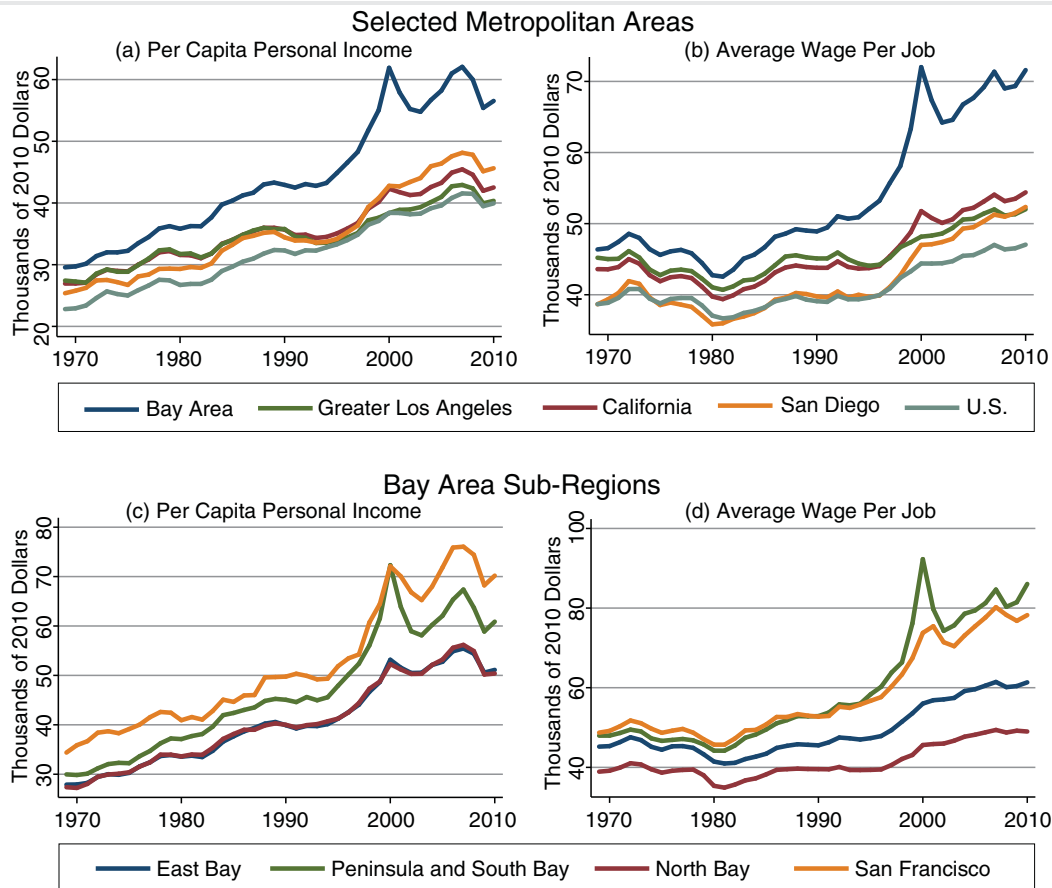 Selected Metropolitan Areas
(a) Per Capita Personal Income
(b) Average Wage Per Job
Thousands of 2010 Dollars
20 30 40 50 60
1970 1980 1990 2000 2010
Thousands of 2010 Dollars
40 50 60 70
1970 1980 1990 2000 2010
Bay Area Greater Los Angeles California San Diego U.S.
Bay Area Sub-Regions
(c) Per Capita Personal Income
(d) Average Wage Per Job
Thousands of 2010 Dollars
30 40 50 60 70 80
1970 1980 1990 2000 2010
Thousands of 2010 Dollars
40 60 80 100
1970 1980 1990 2000 2010
East Bay Peninsula and South Bay North Bay San Francisco